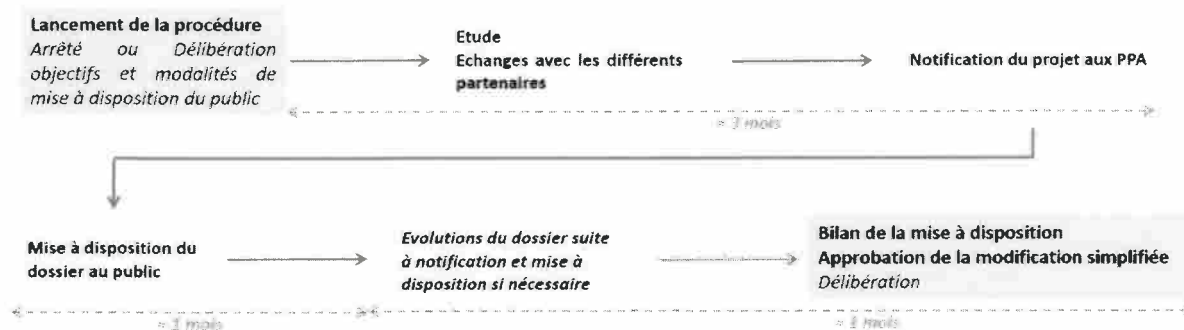 Lancement de la procédure
Arrêté ou Délibération
objectifs et modalités de
mise à disposition du public
Etude
Echanges avec les différents
partenaires
Notification du projet aux PPA
≈ 3 mois
Mise à disposition du
dossier au public
Evolutions du dossier suite
à notification et mise à
disposition si nécessaire
Bilan de la mise à disposition
Approbation de la modification simplifiée
Délibération
≈ 1 mois
≈ 1 mois